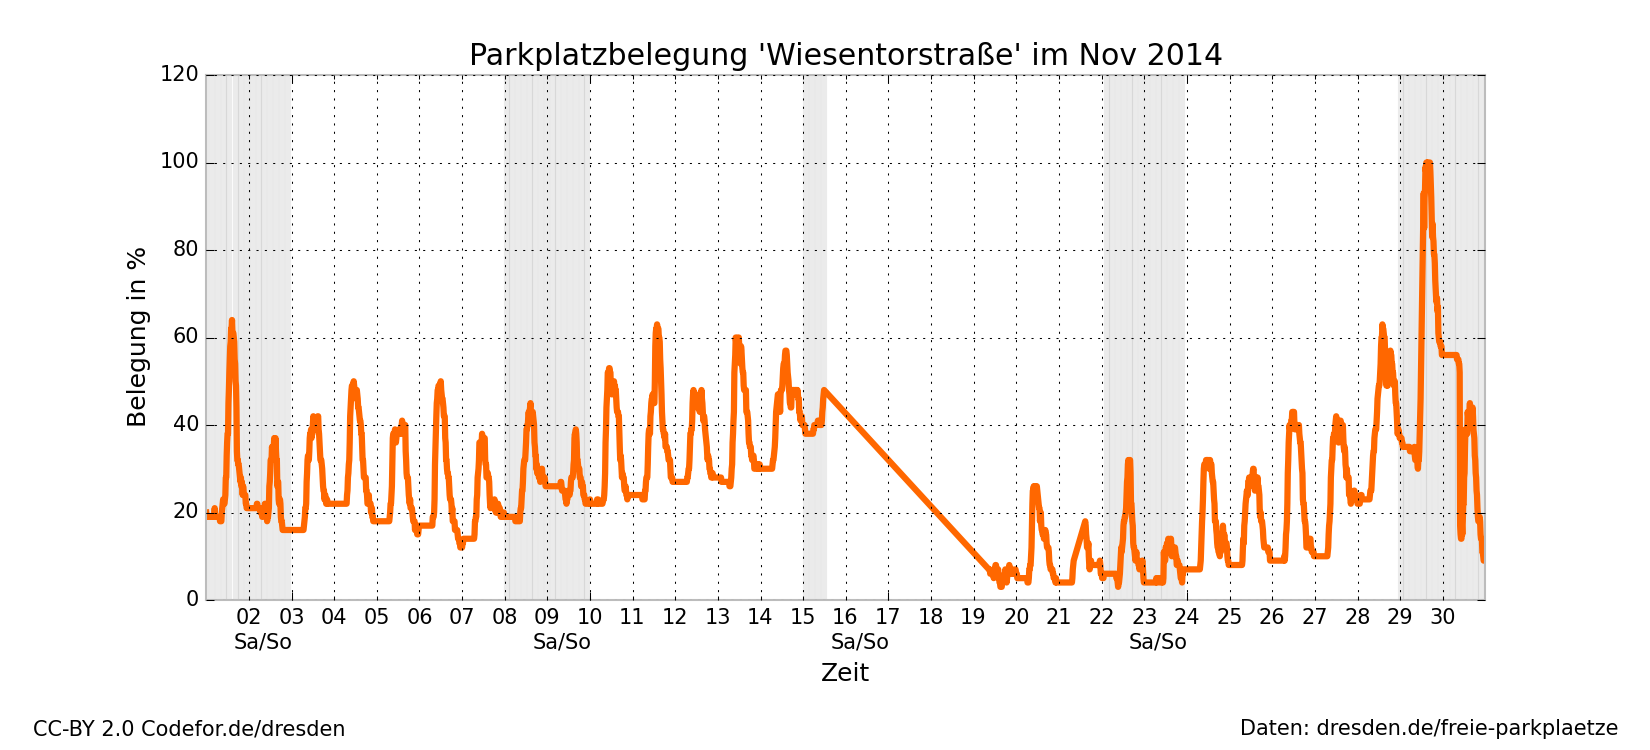 Parkplatzbelegung 'Wiesentorstraße' im Nov 2014
120
100
80
60
40
20
0
Belegung in %
02 03 04 05 06 07 08 09 10 11 12 13 14 15 16 17 18 19 20 21 22 23 24 25 26 27 28 29 30
Sa/So Sa/So Sa/So Sa/So
Zeit
CC-BY 2.0 Codefor.de/dresden
Daten: dresden.de/freie-parkplaetze